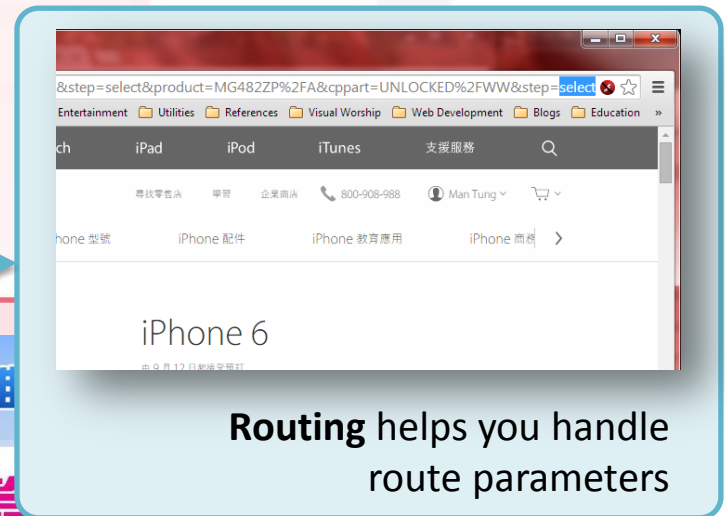 &step=select&product=MG482ZP%2FA&cppart=UNLOCKED%2FWW&step=select
Entertainment Utilities References Visual Worship Web Development Blogs Education »
ch iPad iPod iTunes 支援服務
尋找零售店 學習 企業商店 800-908-988 Man Tung
hone 型號 iPhone 配件 iPhone 教育應用 iPhone 商務
iPhone 6
Routing helps you handle
route parameters